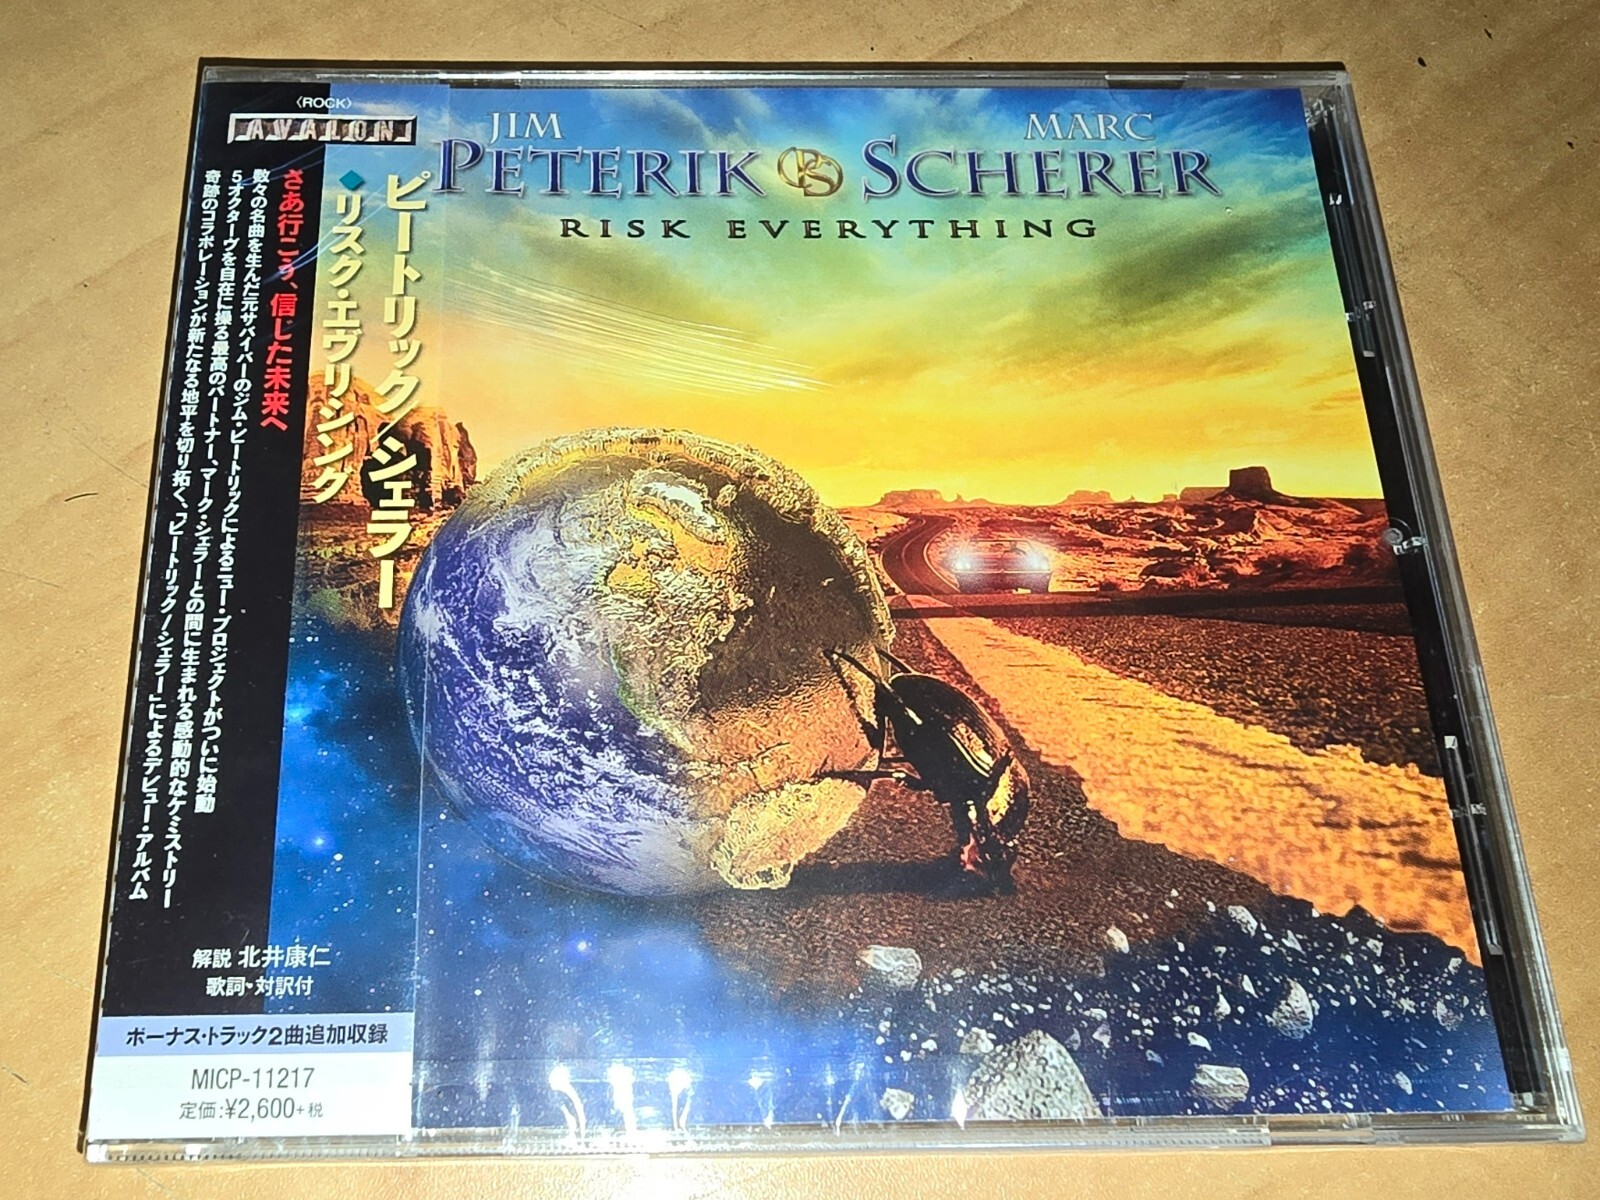 〈ROCK〉
AVALON
ピートリック/シェラー
◆リスク・エヴリシング
さあ行こう、信じた未来へ
数々の名曲を生んだ元サバイバーのジム・ピートリックによるニュー・プロジェクトがついに始動
5オクターヴを自在に操る最高のパートナー、マーク・シェラーとの間に生まれる感動的なケミストリー
奇跡のコラボレーションが新たなる地平を切り拓く、「ピートリック/シェラー」によるデビュー・アルバム
解説 北井康仁
歌詞・対訳付
ボーナス・トラック2曲追加収録
MICP-11217
定価:¥2,600+税
JIM MARC
PETERIK PS SCHERER
RISK EVERYTHING